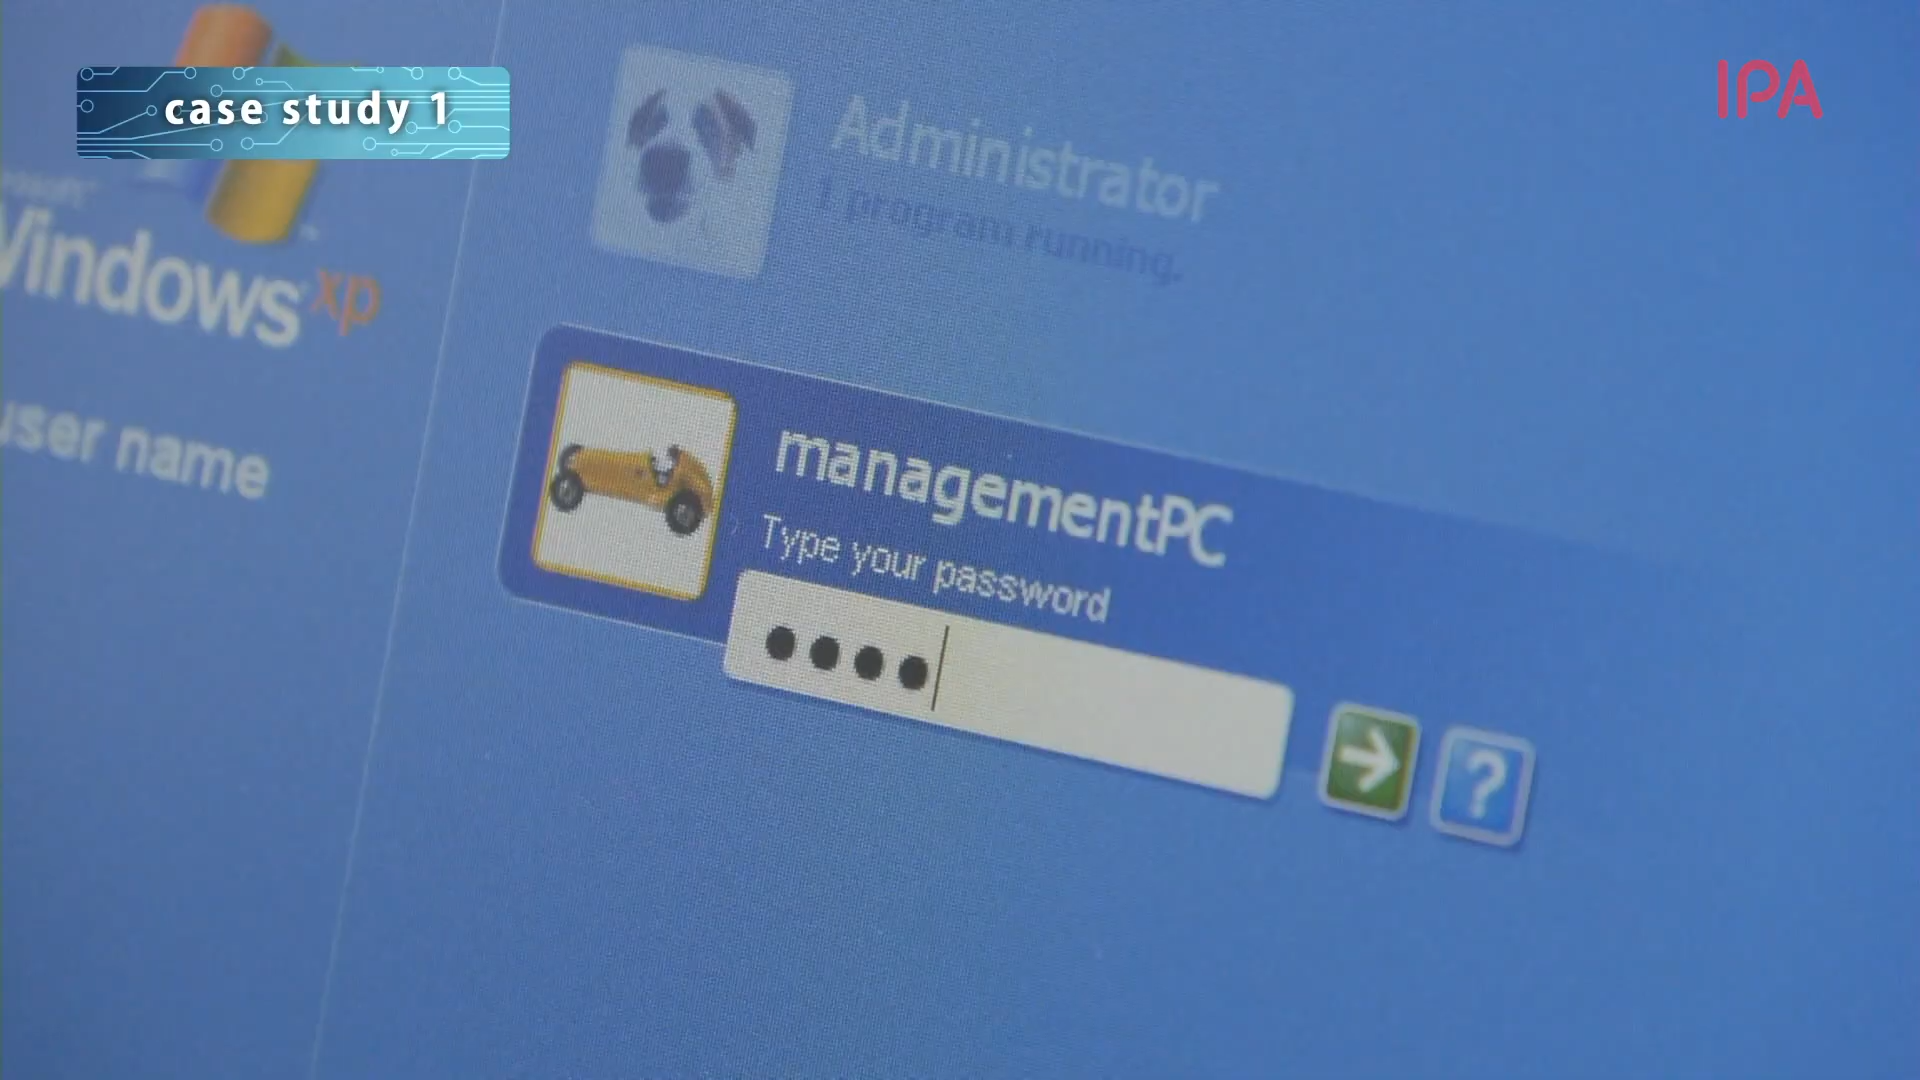 case study 1
IPA
Windows xp
user name
Administrator
1 program running.
managementPC
Type your password
?